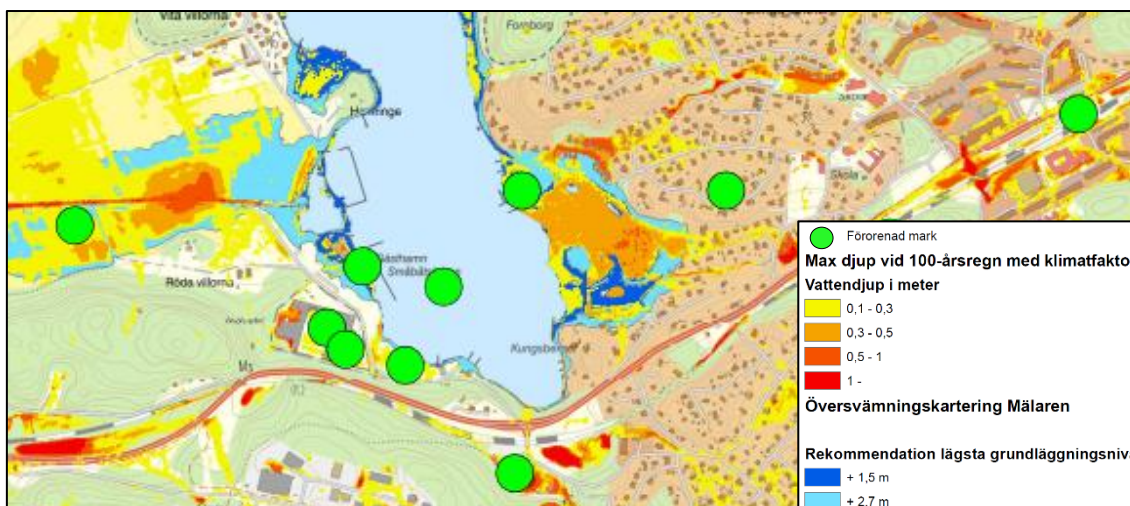 Vita villorna
Fornborg
Skola
Skola
Röda villorna
Småbåts
Kungsberget
Förorenad mark
Max djup vid 100-årsregn med klimatfakto
Vattendjup i meter
0,1 - 0,3
0,3 - 0,5
0,5 - 1
1 -
Översvämningskartering Mälaren
Rekommendation lägsta grundläggningsniv
+ 1,5 m
+ 2,7 m